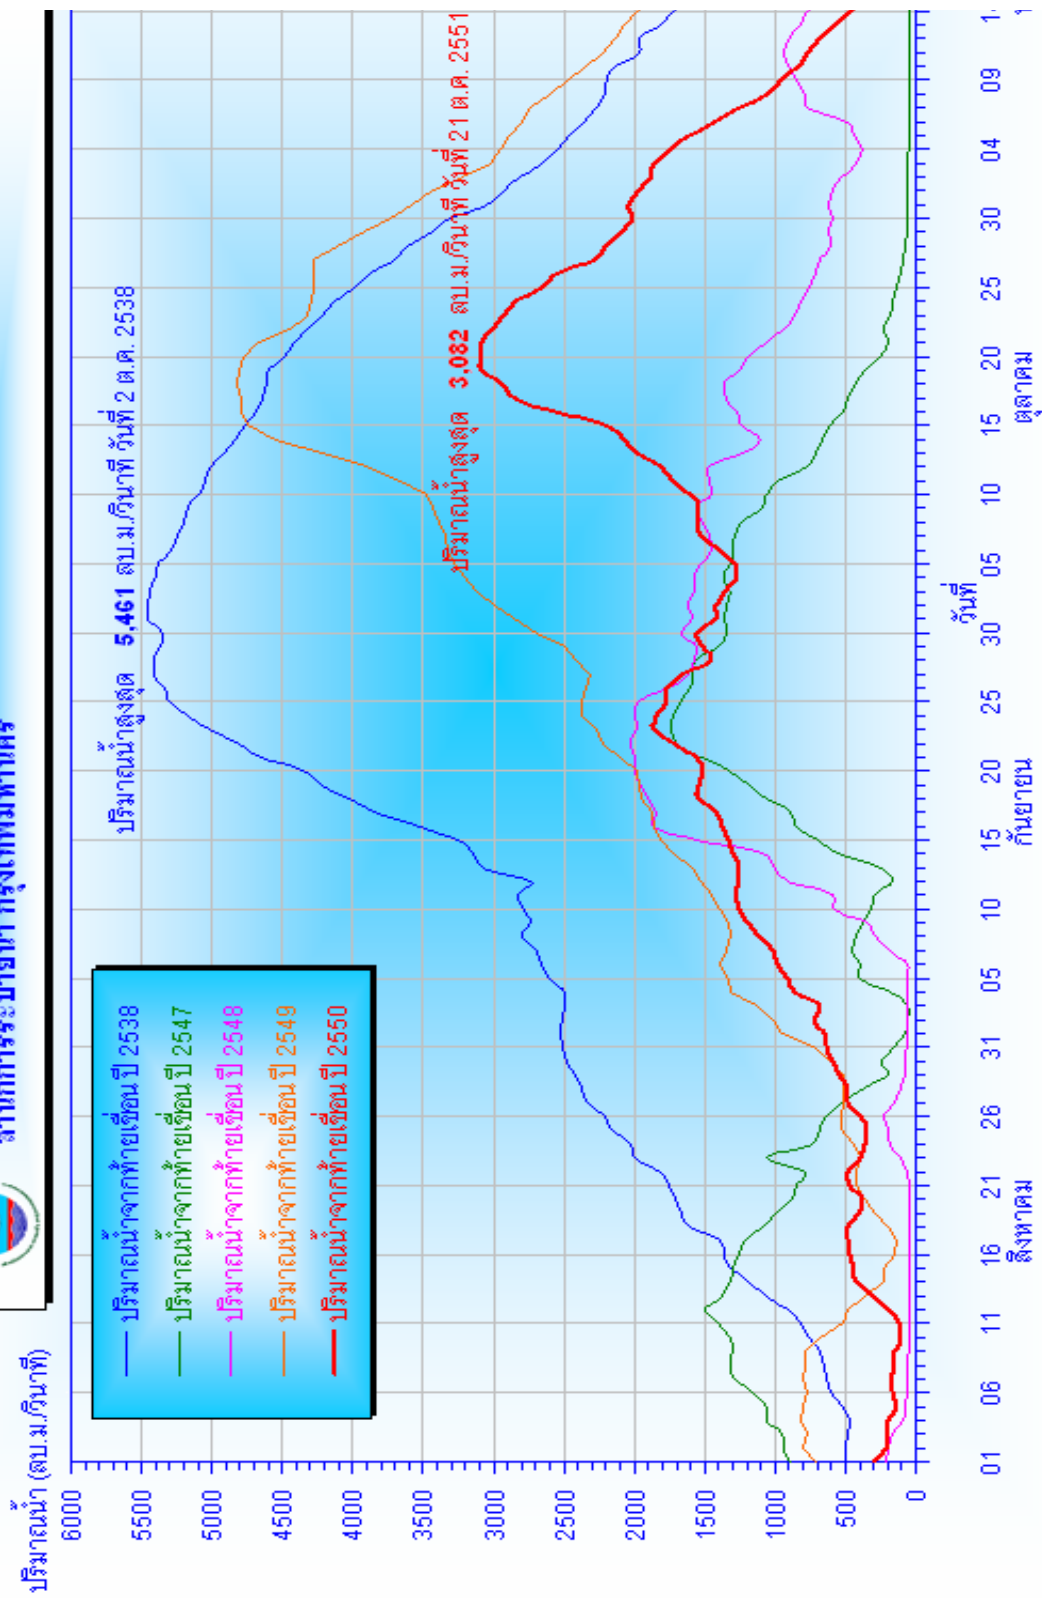 ปริมาณน้ำ (ลบ.ม./วินาที)
6000
5500
5000
4500
4000
3500
3000
2500
2000
1500
1000
500
0
ปริมาณน้ำจากท้ายเขื่อน ปี 2538
ปริมาณน้ำจากท้ายเขื่อน ปี 2547
ปริมาณน้ำจากท้ายเขื่อน ปี 2548
ปริมาณน้ำจากท้ายเขื่อน ปี 2549
ปริมาณน้ำจากท้ายเขื่อน ปี 2550
ปริมาณน้ำสูงสุด 5,461 ลบ.ม./วินาที วันที่ 2 ต.ค. 2538
ปริมาณน้ำสูงสุด 3,082 ลบ.ม./วินาที วันที่ 21 ต.ค. 2551
01 06 11 16 21 26 31 05 10 15 20 25 30 05 10 15 20 25 30 04 09
สิงหาคม กันยายน ตุลาคม
วันที่